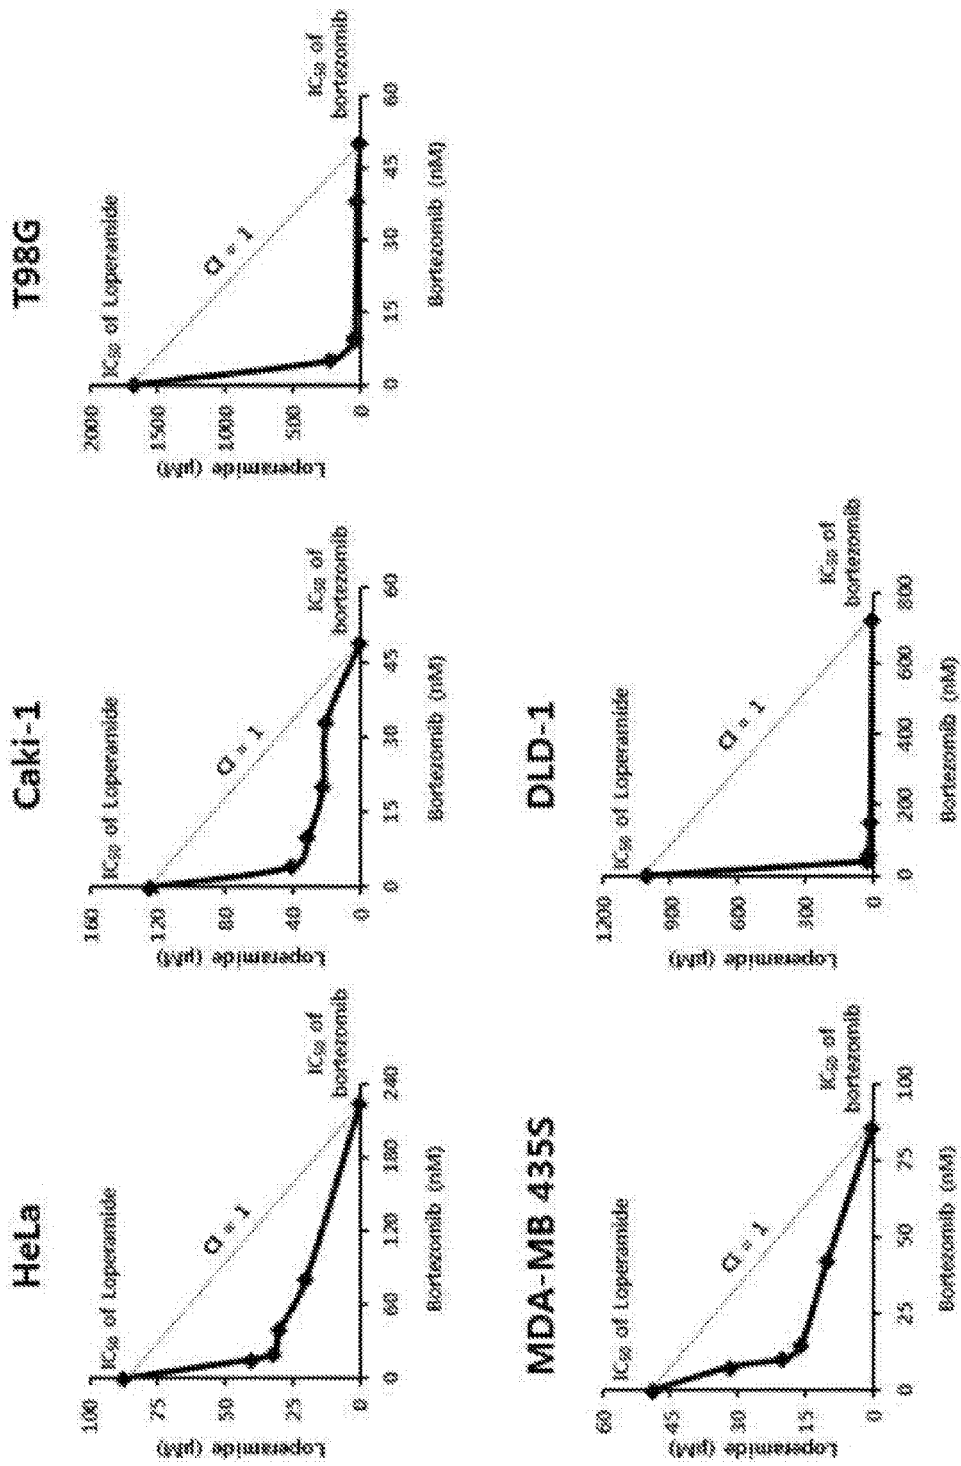 HeLa
IC50 of Loperamide
100
75
50
25
0
Loperamide (μM)
CI = 1
0
60
120
180
240
Bortezomib (nM)
IC50 of
bortezomib
Caki-1
IC50 of Loperamide
160
120
80
40
0
Loperamide (μM)
CI = 1
0
15
30
45
60
Bortezomib (nM)
IC50 of
bortezomib
T98G
IC50 of Loperamide
2000
1500
1000
500
0
Loperamide (μM)
CI = 1
0
15
30
45
60
Bortezomib (nM)
IC50 of
bortezomib
MDA-MB 435S
IC50 of Loperamide
60
45
30
15
0
Loperamide (μM)
CI = 1
0
25
50
75
100
Bortezomib (nM)
IC50 of
bortezomib
DLD-1
IC50 of Loperamide
1200
900
600
300
0
Loperamide (μM)
CI = 1
0
200
400
600
800
Bortezomib (nM)
IC50 of
bortezomib